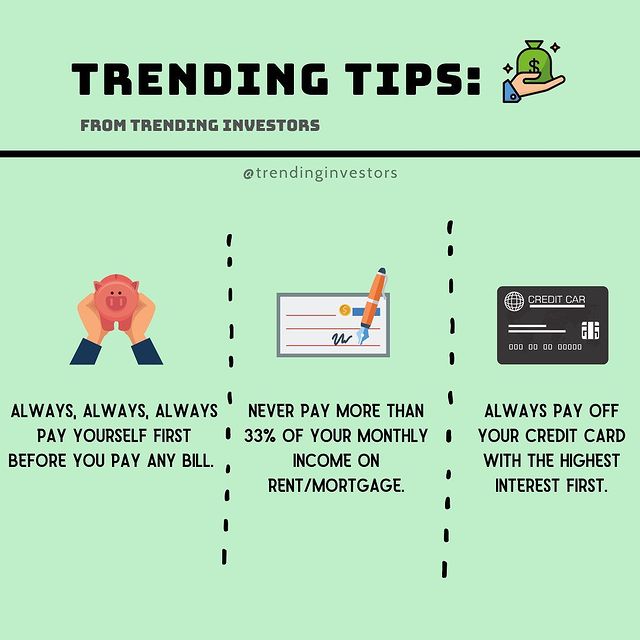 TRENDING TIPS:
FROM TRENDING INVESTORS
@trendinginvestors
ALWAYS, ALWAYS, ALWAYS
PAY YOURSELF FIRST
BEFORE YOU PAY ANY BILL.
NEVER PAY MORE THAN
33% OF YOUR MONTHLY
INCOME ON
RENT/MORTGAGE.
CREDIT CAR
000 00 00 00000
ALWAYS PAY OFF
YOUR CREDIT CARD
WITH THE HIGHEST
INTEREST FIRST.